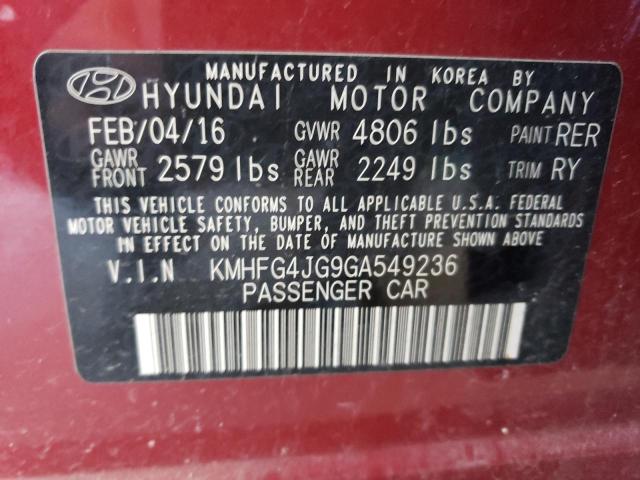 MANUFACTURED IN KOREA BY
HYUNDAI MOTOR COMPANY
FEB/04/16 GVWR 4806 lbs PAINT RER
GAWR FRONT 2579 lbs GAWR REAR 2249 lbs TRIM RY
THIS VEHICLE CONFORMS TO ALL APPLICABLE U.S.A. FEDERAL
MOTOR VEHICLE SAFETY, BUMPER, AND THEFT PREVENTION STANDARDS
IN EFFECT ON THE DATE OF MANUFACTURE SHOWN ABOVE.
V.I.N KMHFG4JG9GA549236
PASSENGER CAR